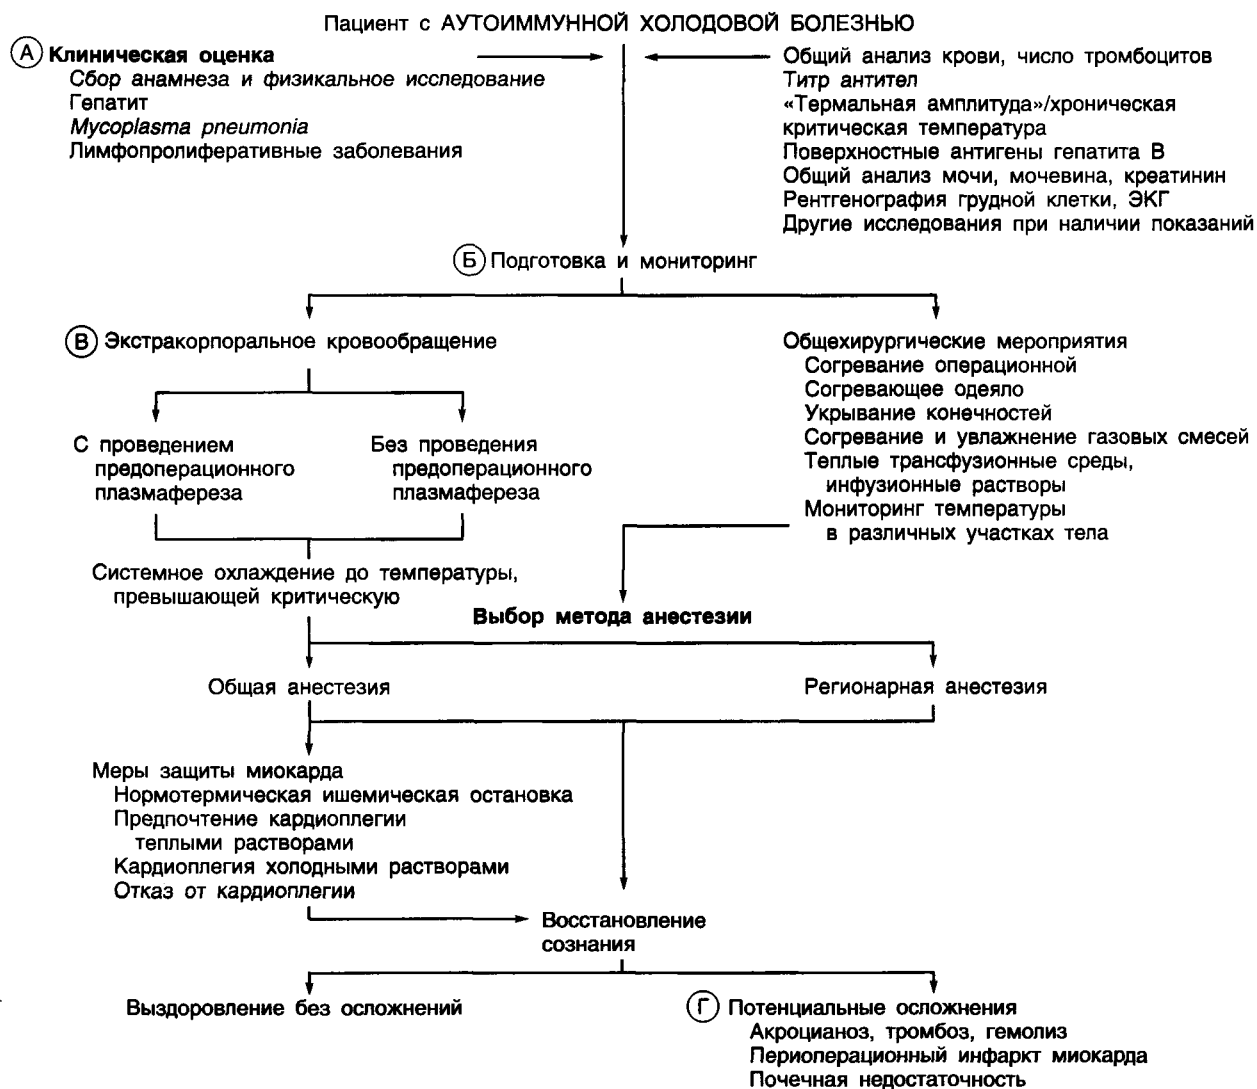 Пациент с АУТОИММУННОЙ ХОЛОДОВОЙ БОЛЕЗНЬЮ
А Клиническая оценка
Сбор анамнеза и физикальное исследование
Гепатит
Mycoplasma pneumonia
Лимфопролиферативные заболевания
Общий анализ крови, число тромбоцитов
Титр антител
«Термальная амплитуда»/хроническая
критическая температура
Поверхностные антигены гепатита В
Общий анализ мочи, мочевина, креатинин
Рентгенография грудной клетки, ЭКГ
Другие исследования при наличии показаний
Б Подготовка и мониторинг
В Экстракорпоральное кровообращение
С проведением
предоперационного
плазмафереза
Без проведения
предоперационного
плазмафереза
Системное охлаждение до температуры,
превышающей критическую
Общехирургические мероприятия
Согревание операционной
Согревающее одеяло
Укрывание конечностей
Согревание и увлажнение газовых смесей
Теплые трансфузионные среды,
инфузионные растворы
Мониторинг температуры
в различных участках тела
Выбор метода анестезии
Общая анестезия
Регионарная анестезия
Меры защиты миокарда
Нормотермическая ишемическая остановка
Предпочтение кардиоплегии
теплыми растворами
Кардиоплегия холодными растворами
Отказ от кардиоплегии
Восстановление
сознания
Выздоровление без осложнений
Г Потенциальные осложнения
Акроцианоз, тромбоз, гемолиз
Периоперационный инфаркт миокарда
Почечная недостаточность